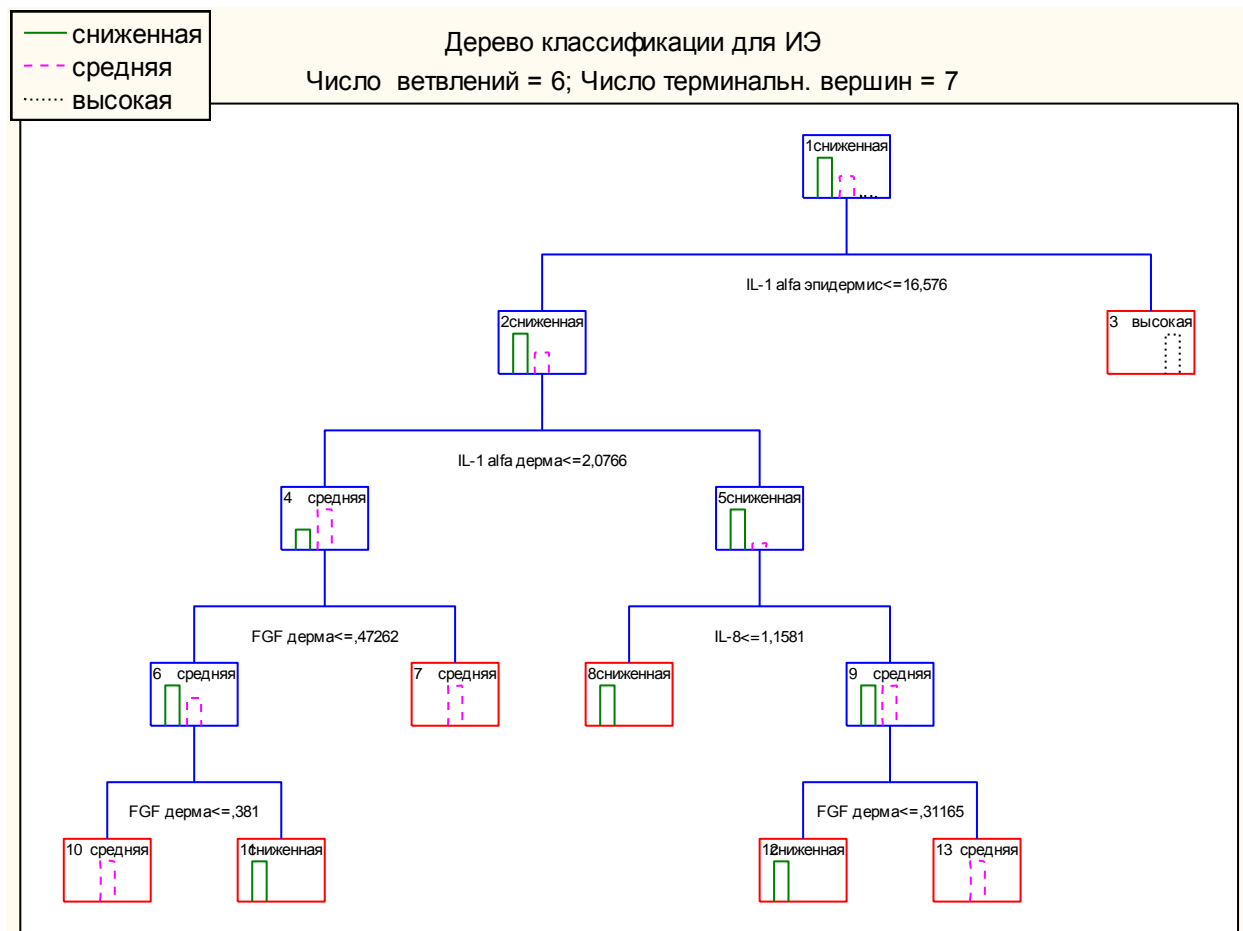 сниженная
средняя
высокая
Дерево классификации для ИЭ
Число ветвлений = 6; Число терминальн. вершин = 7
1сниженная
IL-1 alfa эпидермис<=16,576
2сниженная
3 высокая
IL-1 alfa дерма<=2,0766
4 средняя
5сниженная
FGF дерма<=,47262
IL-8<=1,1581
6 средняя
7 средняя
8сниженная
9 средняя
FGF дерма<=,381
FGF дерма<=,31165
10 средняя
11сниженная
12сниженная
13 средняя